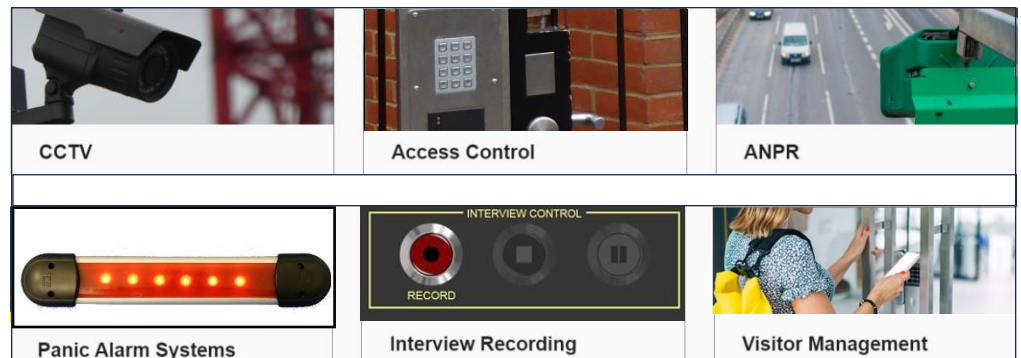 CCTV
Access Control
ANPR
INTERVIEW CONTROL
RECORD
Panic Alarm Systems
Interview Recording
Visitor Management